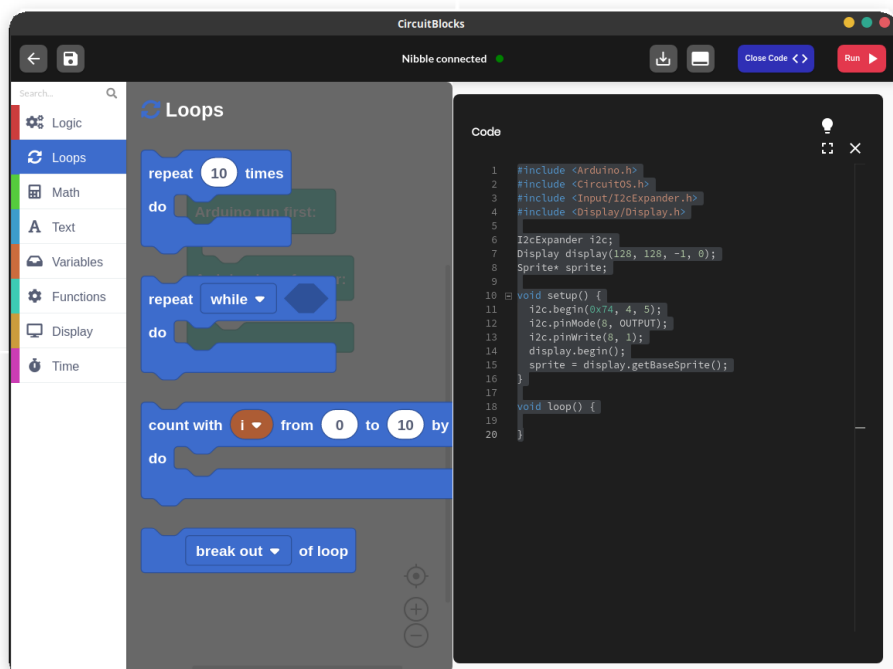 CircuitBlocks
Nibble connected
Close Code
Run
Search...
Logic
Loops
Math
Text
Variables
Functions
Display
Time
Loops
repeat 10 times
do
Arduino run first:
repeat while
do
count with i from 0 to 10 by
do
break out of loop
Code
1 #include <Arduino.h>
2 #include <CircuitOS.h>
3 #include <Input/I2cExpander.h>
4 #include <Display/Display.h>
5
6 I2cExpander i2c;
7 Display display(128, 128, -1, 0);
8 Sprite* sprite;
9
10 void setup() {
11 i2c.begin(0x74, 4, 5);
12 i2c.pinMode(8, OUTPUT);
13 i2c.pinWrite(8, 1);
14 display.begin();
15 sprite = display.getBaseSprite();
16 }
17
18 void loop() {
19
20 }